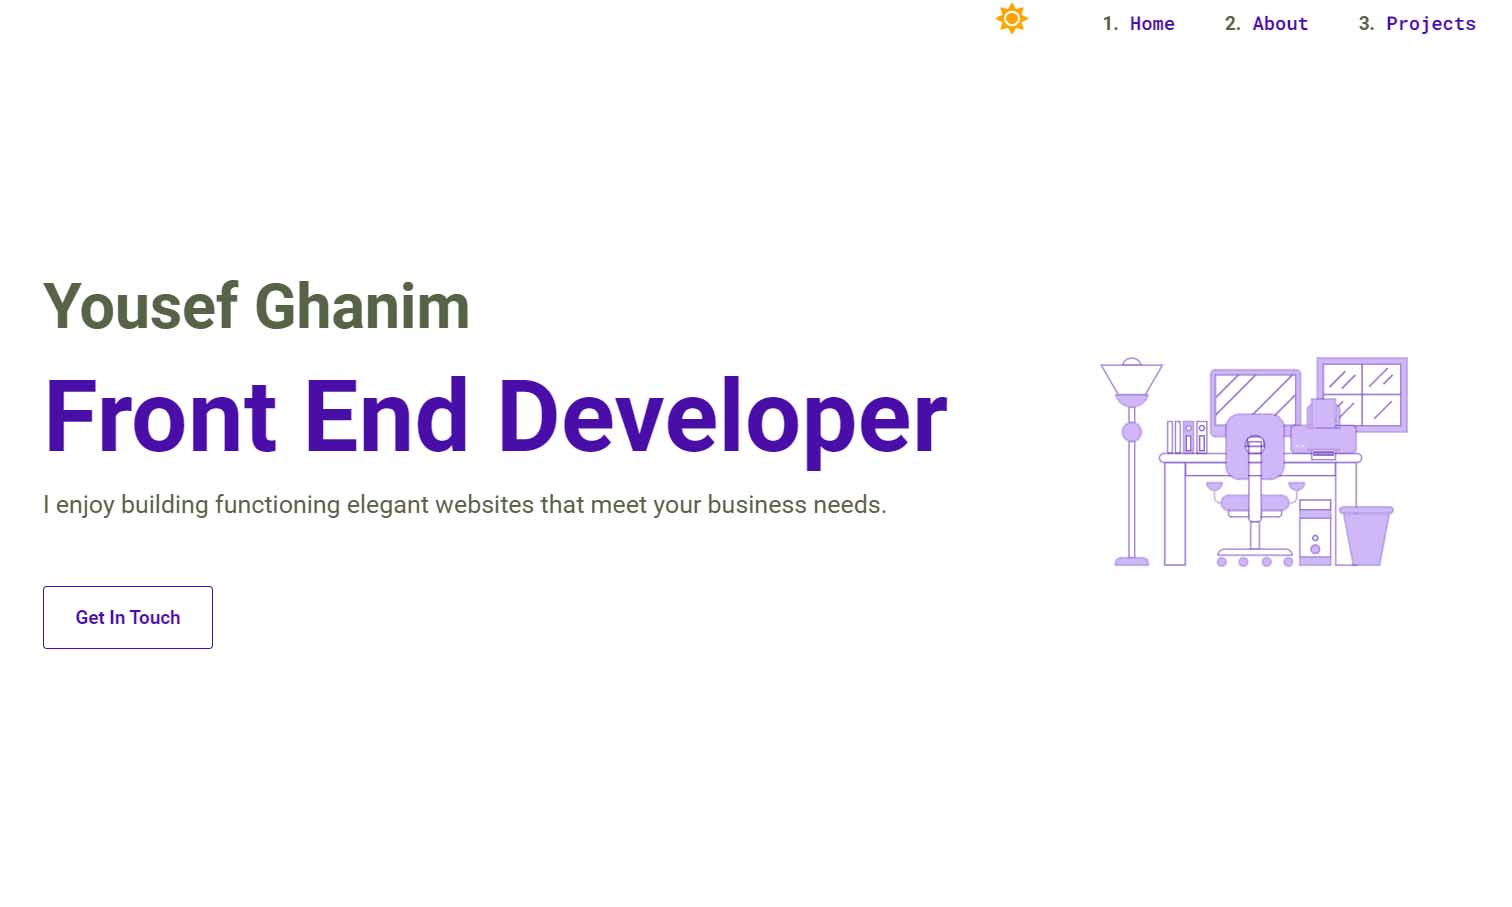 1. Home 2. About 3. Projects
Yousef Ghanim
Front End Developer
I enjoy building functioning elegant websites that meet your business needs.
Get In Touch